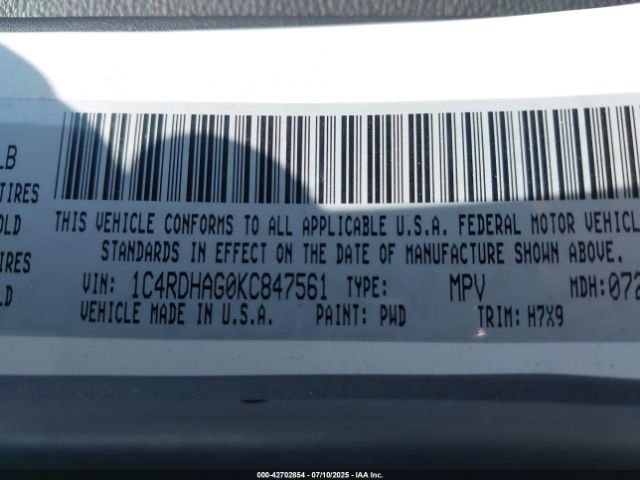 LB
TIRES
OLD
TIRES
LD
THIS VEHICLE CONFORMS TO ALL APPLICABLE U.S.A. FEDERAL MOTOR VEHICL
STANDARDS IN EFFECT ON THE DATE OF MANUFACTURE SHOWN ABOVE.
VIN: 1C4RDHAG0KC847561 TYPE: MPV MDH:072
VEHICLE MADE IN U.S.A. PAINT: PWD TRIM: H7X9
000-42702854 - 07/10/2025 - IAA Inc.